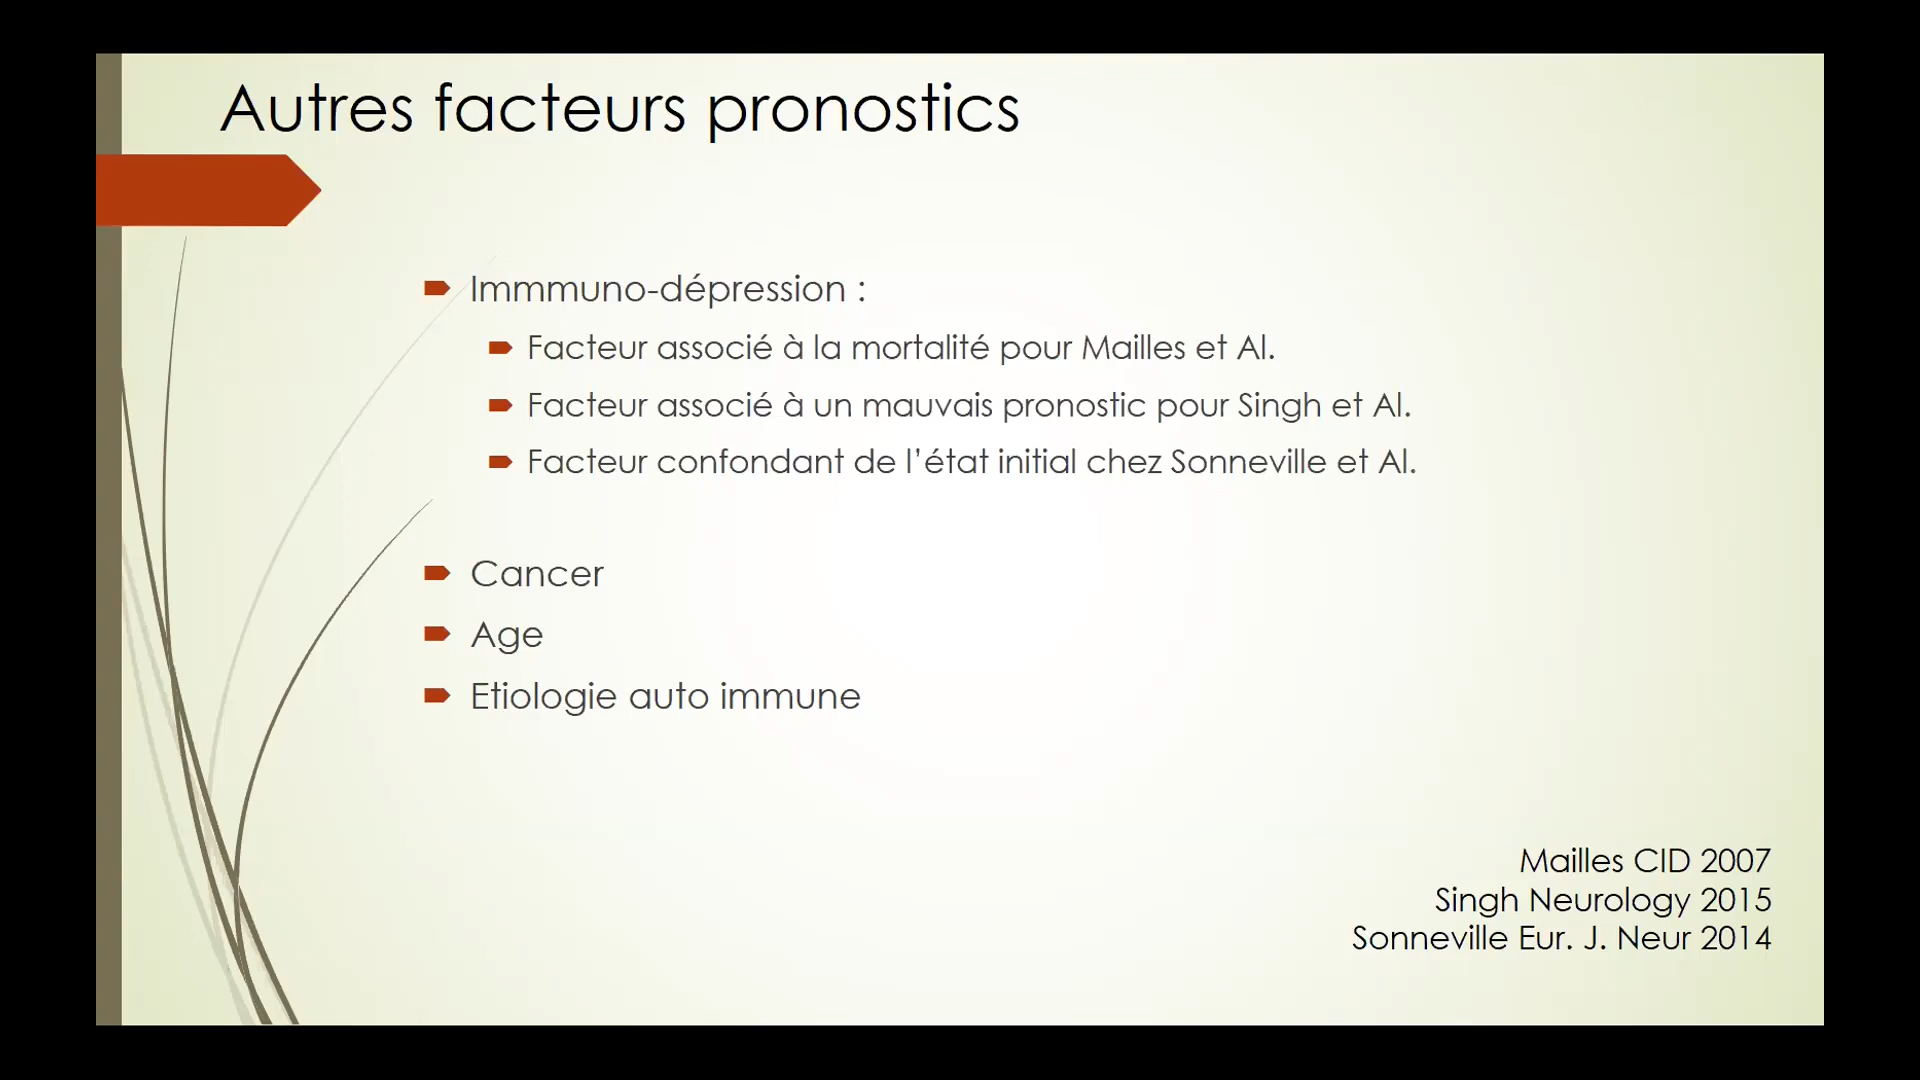 Autres facteurs pronostics
Immmuno-dépression :
Facteur associé à la mortalité pour Mailles et Al.
Facteur associé à un mauvais pronostic pour Singh et Al.
Facteur confondant de l’état initial chez Sonneville et Al.
Cancer
Age
Etiologie auto immune
Mailles CID 2007
Singh Neurology 2015
Sonneville Eur. J. Neur 2014